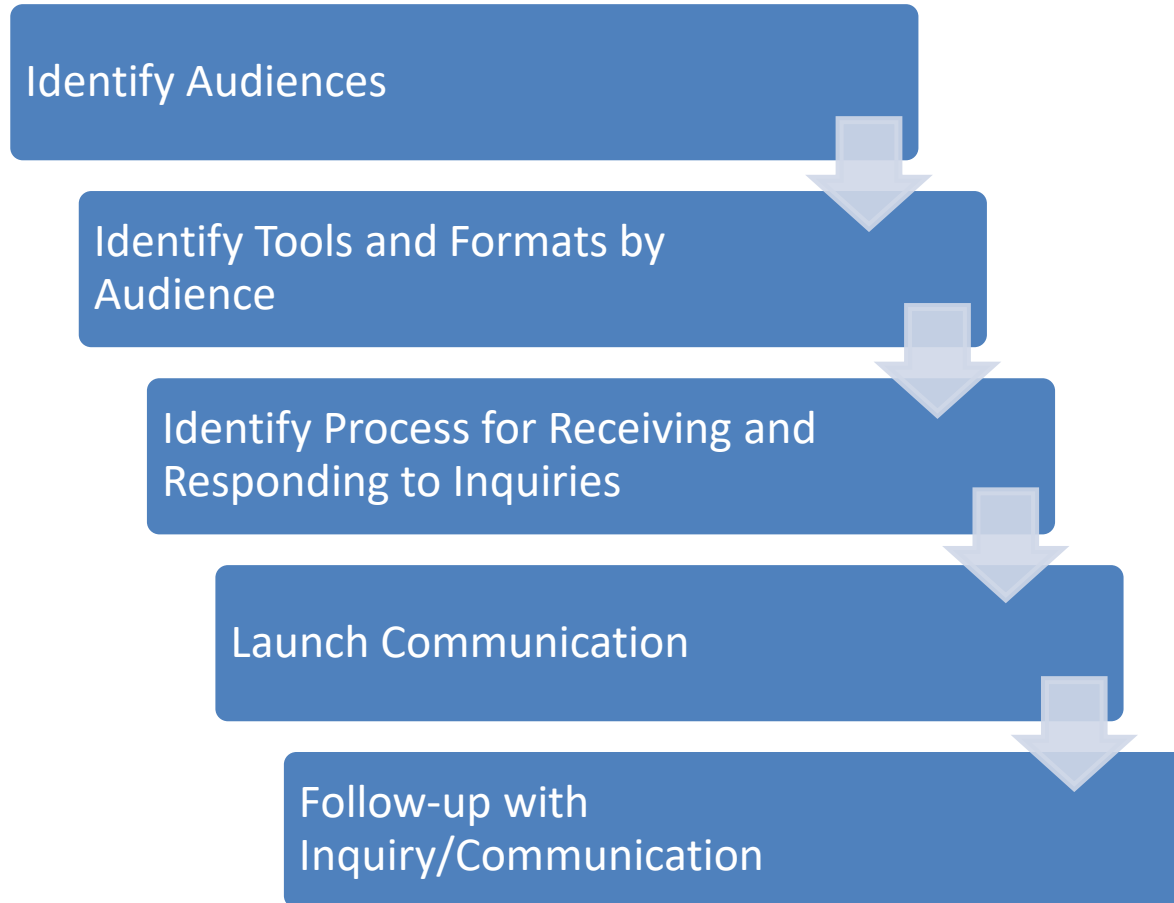 Identify Audiences
Identify Tools and Formats by
Audience
Identify Process for Receiving and
Responding to Inquiries
Launch Communication
Follow-up with
Inquiry/Communication